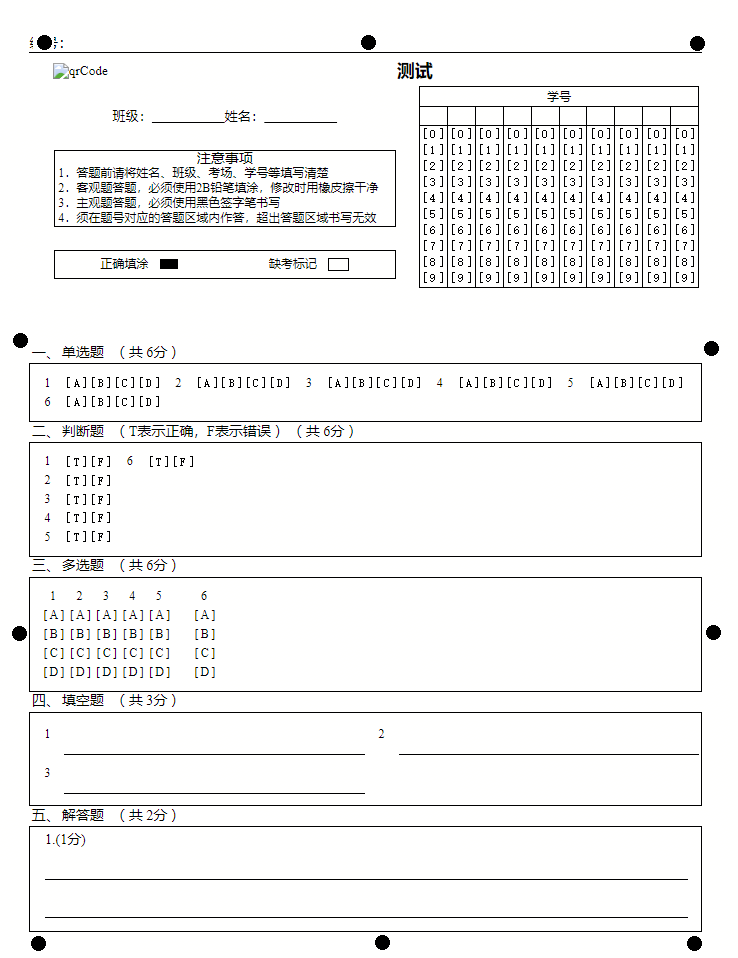 号：
qrCode
测试
班级：__________姓名：__________
学号
[0] [0] [0] [0] [0] [0] [0] [0] [0] [0]
[1] [1] [1] [1] [1] [1] [1] [1] [1] [1]
[2] [2] [2] [2] [2] [2] [2] [2] [2] [2]
[3] [3] [3] [3] [3] [3] [3] [3] [3] [3]
[4] [4] [4] [4] [4] [4] [4] [4] [4] [4]
[5] [5] [5] [5] [5] [5] [5] [5] [5] [5]
[6] [6] [6] [6] [6] [6] [6] [6] [6] [6]
[7] [7] [7] [7] [7] [7] [7] [7] [7] [7]
[8] [8] [8] [8] [8] [8] [8] [8] [8] [8]
[9] [9] [9] [9] [9] [9] [9] [9] [9] [9]
注意事项
1．答题前请将姓名、班级、考场、学号等填写清楚
2．客观题答题，必须使用2B铅笔填涂，修改时用橡皮擦干净
3．主观题答题，必须使用黑色签字笔书写
4．须在题号对应的答题区域内作答，超出答题区域书写无效
正确填涂 缺考标记
一、单选题 （共 6分）
1 [A][B][C][D] 2 [A][B][C][D] 3 [A][B][C][D] 4 [A][B][C][D] 5 [A][B][C][D]
6 [A][B][C][D]
二、判断题 （T表示正确，F表示错误）（共 6分）
1 [T][F] 6 [T][F]
2 [T][F]
3 [T][F]
4 [T][F]
5 [T][F]
三、多选题 （共 6分）
1 2 3 4 5 6
[A] [A] [A] [A] [A] [A]
[B] [B] [B] [B] [B] [B]
[C] [C] [C] [C] [C] [C]
[D] [D] [D] [D] [D] [D]
四、填空题 （共 3分）
1 2
3
五、解答题 （共 2分）
1.(1分)